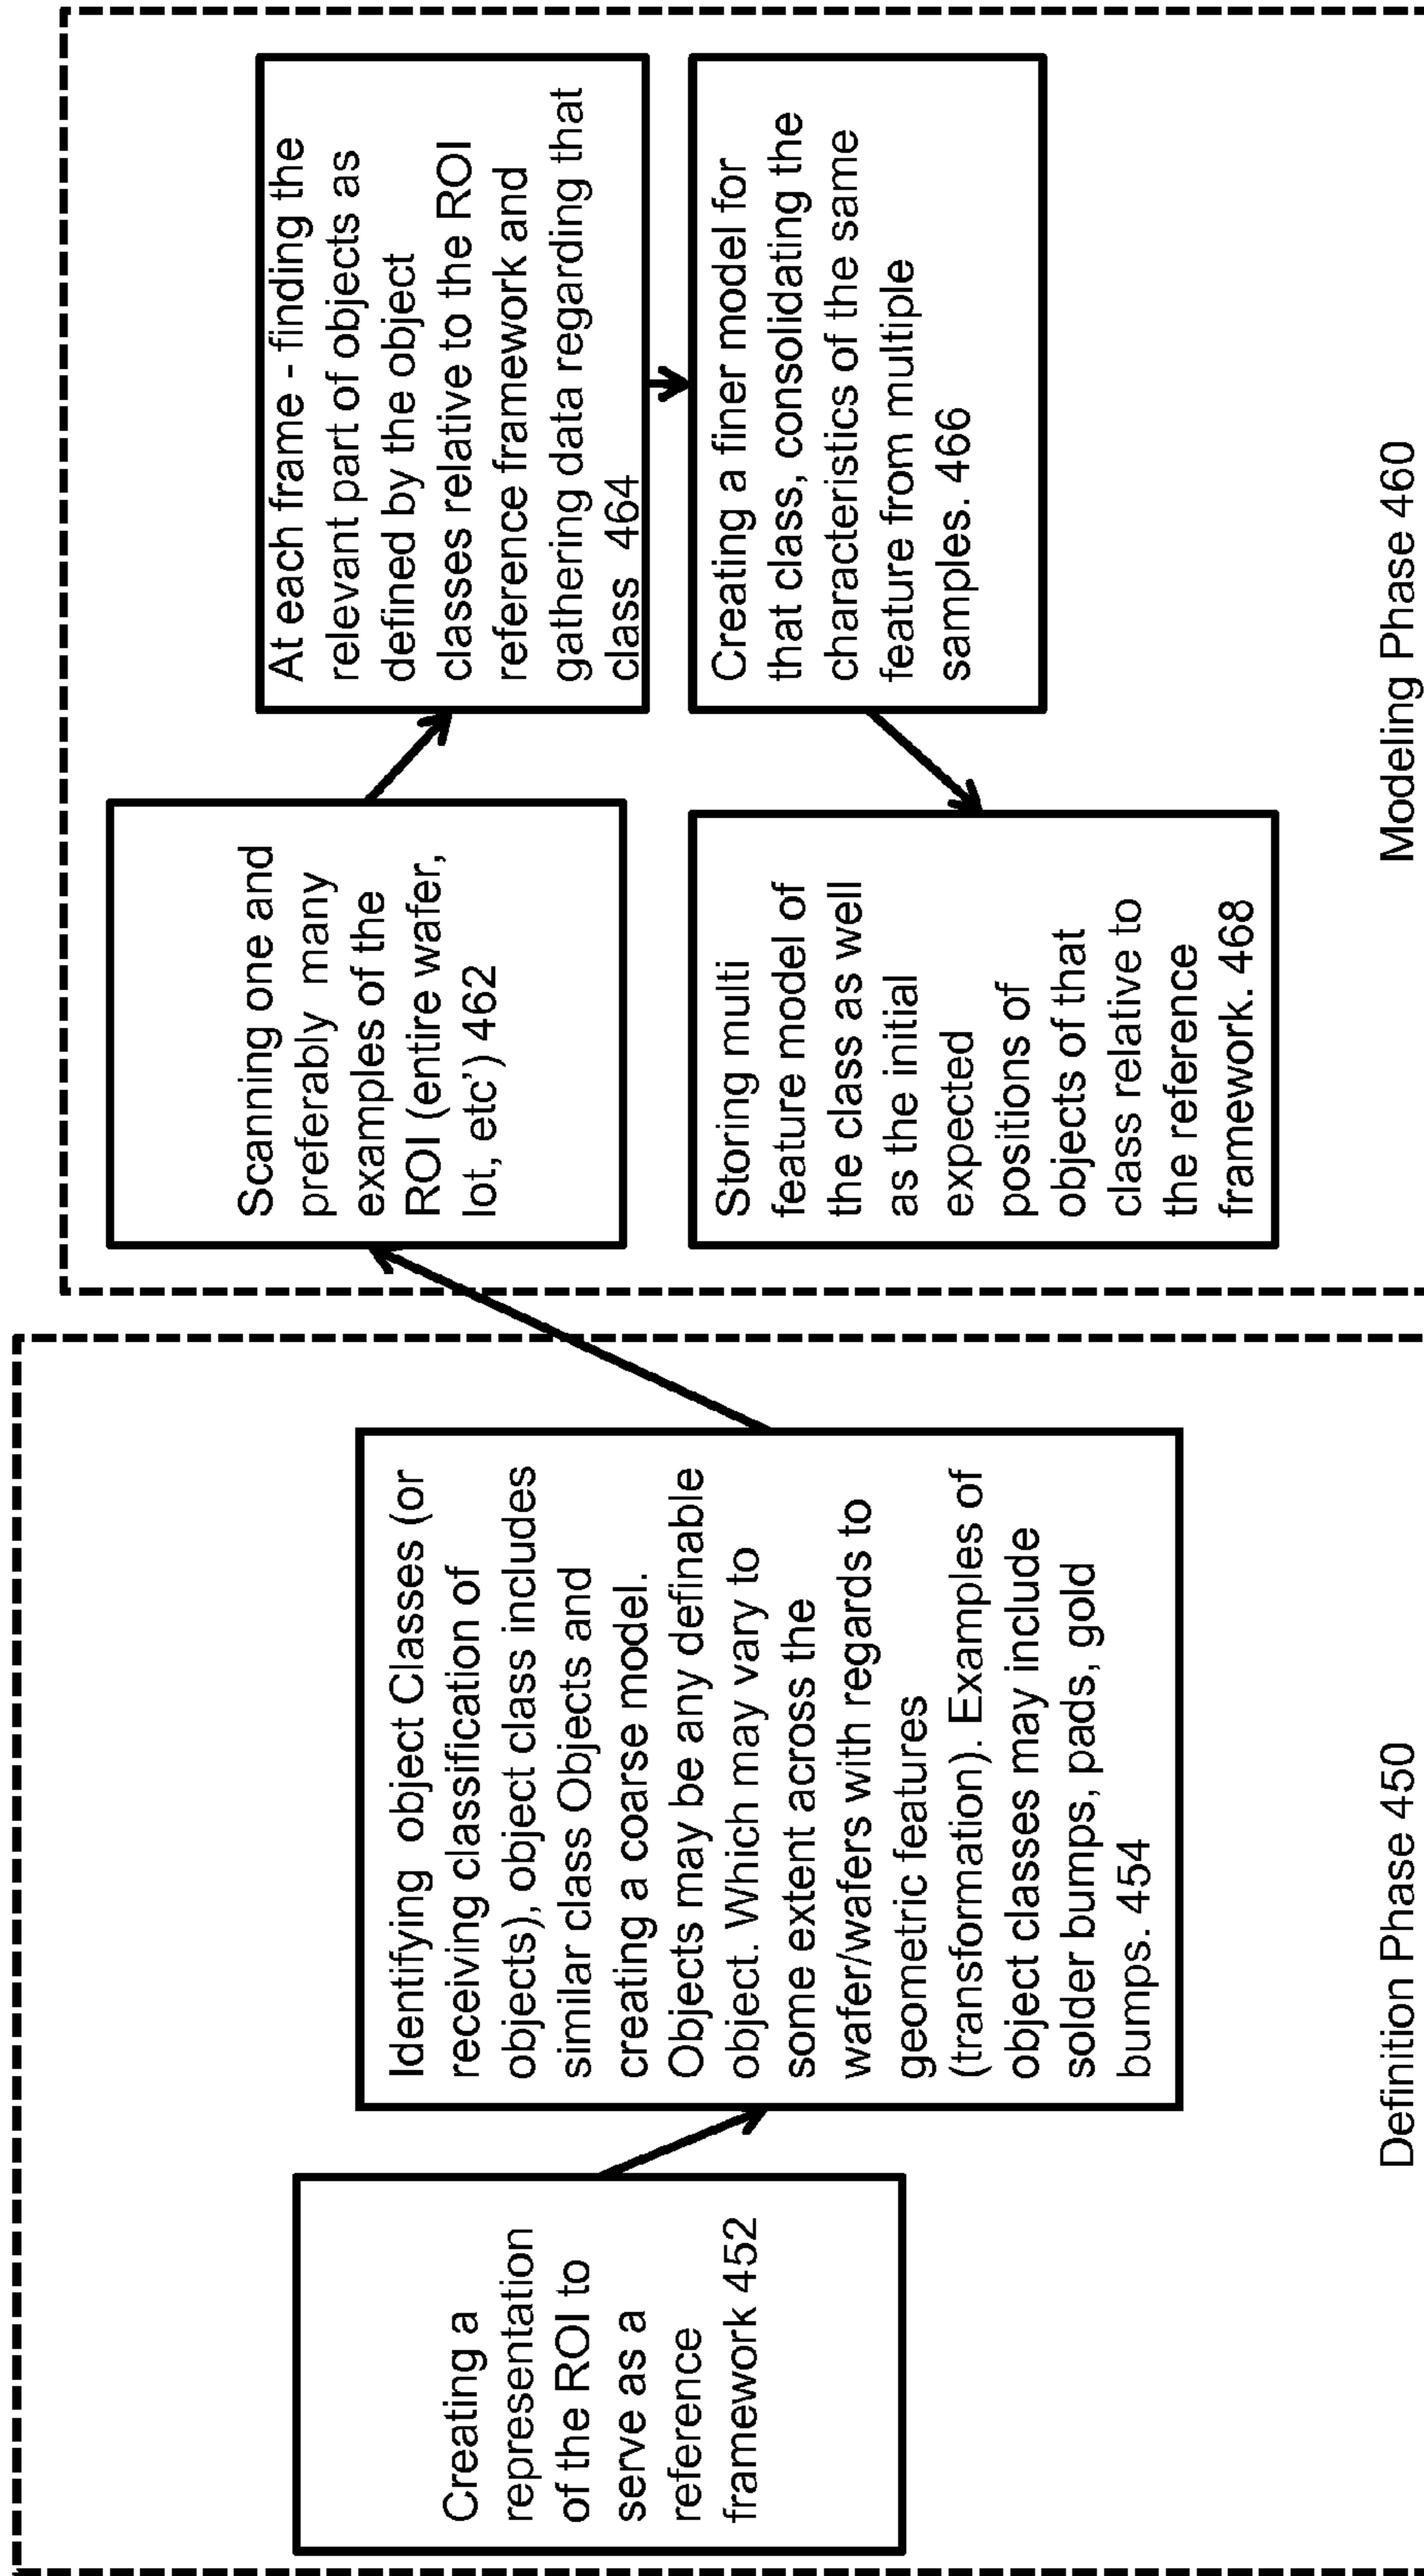 Creating a
representation
of the ROI to
serve as a
reference
framework 452
Identifying object Classes (or
receiving classification of
objects), object class includes
similar class Objects and
creating a coarse model.
Objects may be any definable
object. Which may vary to
some extent across the
wafer/wafers with regards to
geometric features
(transformation). Examples of
object classes may include
solder bumps, pads, gold
bumps. 454
Definition Phase 450
Scanning one and
preferably many
examples of the
ROI (entire wafer,
lot, etc') 462
At each frame - finding the
relevant part of objects as
defined by the object
classes relative to the ROI
reference framework and
gathering data regarding that
class 464
Creating a finer model for
that class, consolidating the
characteristics of the same
feature from multiple
samples. 466
Storing multi
feature model of
the class as well
as the initial
expected
positions of
objects of that
class relative to
the reference
framework. 468
Modeling Phase 460